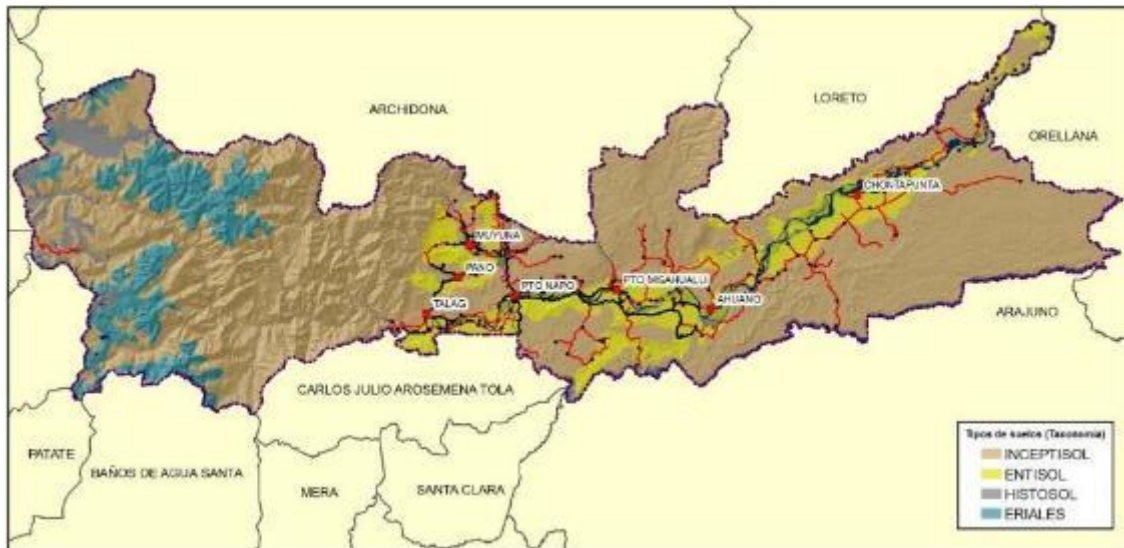 ARCHIDONA
LORETO
ORELLANA
CHONTAPUNTA
MUYUNA
PANO
PTO NAPO
PTO MISAHUALLI
TALAG
AHUANO
ARAJUNO
CARLOS JULIO AROSEMENA TOLA
PATATE
BAÑOS DE AGUA SANTA
MERA
SANTA CLARA
Tipos de suelos (Taxonomía)
INCEPTISOL
ENTISOL
HISTOSOL
ERIALES